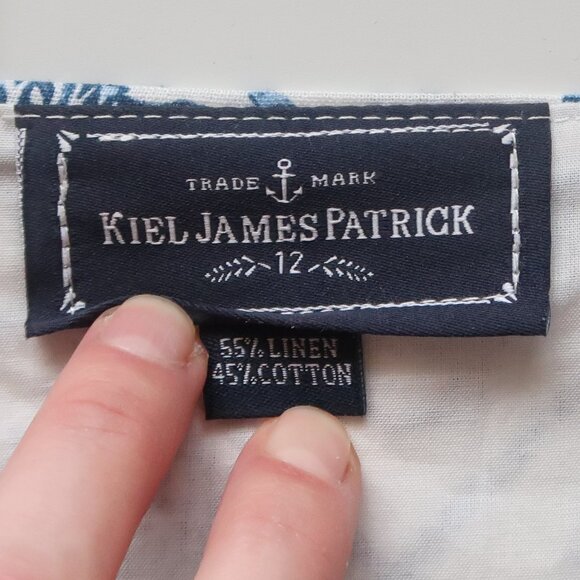 TRADE MARK
KIEL JAMES PATRICK
12
55% LINEN
45% COTTON